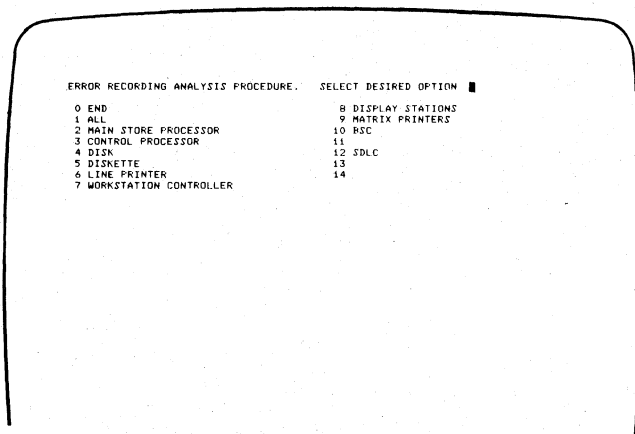 ERROR RECORDING ANALYSIS PROCEDURE. SELECT DESIRED OPTION
0 END
1 ALL
2 MAIN STORE PROCESSOR
3 CONTROL PROCESSOR
4 DISK
5 DISKETTE
6 LINE PRINTER
7 WORKSTATION CONTROLLER
8 DISPLAY STATIONS
9 MATRIX PRINTERS
10 BSC
11
12 SDLC
13
14